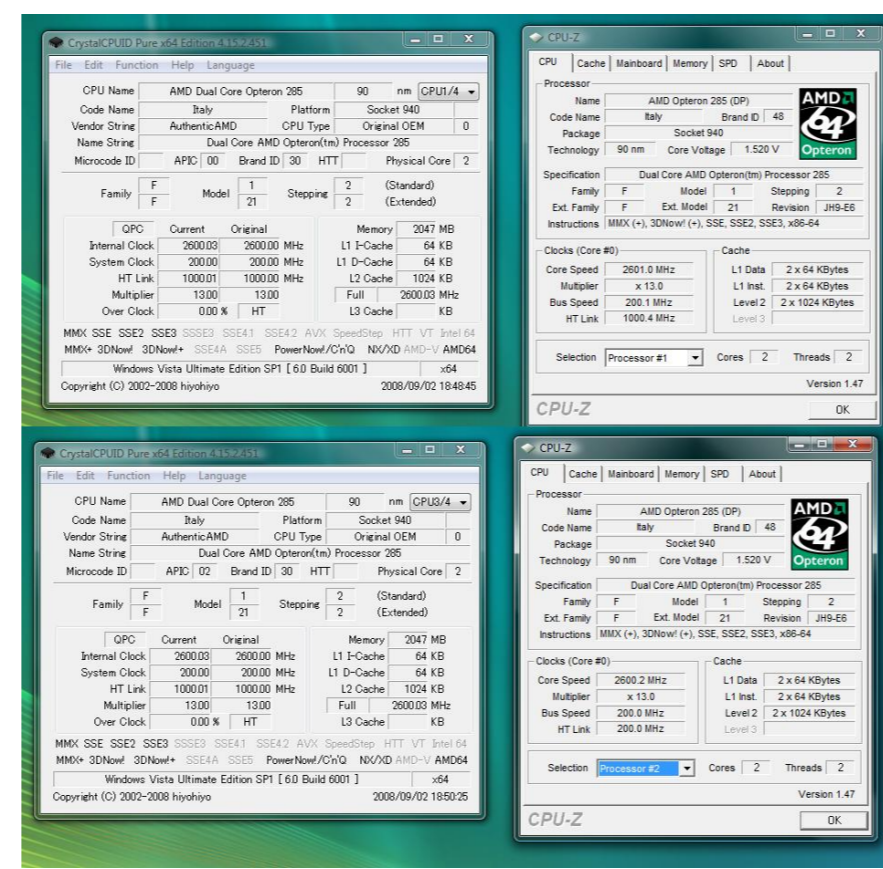 CrystalCPUID Pure x64 Edition 4.15.2.451
File Edit Function Help Language
CPU Name AMD Dual Core Opteron 285 90 nm CPU1/4
Code Name Italy Platform Socket 940
Vendor String AuthenticAMD CPU Type Original OEM 0
Name String Dual Core AMD Opteron(tm) Processor 285
Microcode ID APIC 00 Brand ID 30 HTT Physical Core 2
Family F Model 1 Stepping 2 (Standard)
F 21 2 (Extended)
QPC Current Original Memory 2047 MB
Internal Clock 2600.03 2600.00 MHz L1 I-Cache 64 KB
System Clock 200.00 200.00 MHz L1 D-Cache 64 KB
HT Link 1000.01 1000.00 MHz L2 Cache 1024 KB
Multiplier 13.00 13.00 Full 2600.03 MHz
Over Clock 0.00 % HT L3 Cache KB
MMX SSE SSE2 SSE3 SSSE3 SSE4.1 SSE4.2 AVX SpeedStep HTT VT Intel 64
MMX+ 3DNow! 3DNow!+ SSE4A SSE5 PowerNow!/C'n'Q NX/XD AMD-V AMD64
Windows Vista Ultimate Edition SP1 [ 6.0 Build 6001 ] x64
Copyright (C) 2002-2008 hiyohiyo 2008/09/02 18:48:45
CPU-Z
CPU Cache Mainboard Memory SPD About
Processor
Name AMD Opteron 285 (DP)
Code Name Italy Brand ID 48
Package Socket 940
Technology 90 nm Core Voltage 1.520 V
AMD
64
Opteron
Specification Dual Core AMD Opteron(tm) Processor 285
Family F Model 1 Stepping 2
Ext. Family F Ext. Model 21 Revision JH9-E6
Instructions MMX (+), 3DNow! (+), SSE, SSE2, SSE3, x86-64
Clocks (Core #0) Cache
Core Speed 2601.0 MHz L1 Data 2 x 64 KBytes
Multiplier x 13.0 L1 Inst. 2 x 64 KBytes
Bus Speed 200.1 MHz Level 2 2 x 1024 KBytes
HT Link 1000.4 MHz Level 3
Selection Processor #1 Cores 2 Threads 2
Version 1.47
CPU-Z OK
CrystalCPUID Pure x64 Edition 4.15.2.451
File Edit Function Help Language
CPU Name AMD Dual Core Opteron 285 90 nm CPU3/4
Code Name Italy Platform Socket 940
Vendor String AuthenticAMD CPU Type Original OEM 0
Name String Dual Core AMD Opteron(tm) Processor 285
Microcode ID APIC 02 Brand ID 30 HTT Physical Core 2
Family F Model 1 Stepping 2 (Standard)
F 21 2 (Extended)
QPC Current Original Memory 2047 MB
Internal Clock 2600.03 2600.00 MHz L1 I-Cache 64 KB
System Clock 200.00 200.00 MHz L1 D-Cache 64 KB
HT Link 1000.01 1000.00 MHz L2 Cache 1024 KB
Multiplier 13.00 13.00 Full 2600.03 MHz
Over Clock 0.00 % HT L3 Cache KB
MMX SSE SSE2 SSE3 SSSE3 SSE4.1 SSE4.2 AVX SpeedStep HTT VT Intel 64
MMX+ 3DNow! 3DNow!+ SSE4A SSE5 PowerNow!/C'n'Q NX/XD AMD-V AMD64
Windows Vista Ultimate Edition SP1 [ 6.0 Build 6001 ] x64
Copyright (C) 2002-2008 hiyohiyo 2008/09/02 18:50:25
CPU-Z
CPU Cache Mainboard Memory SPD About
Processor
Name AMD Opteron 285 (DP)
Code Name Italy Brand ID 48
Package Socket 940
Technology 90 nm Core Voltage 1.520 V
AMD
64
Opteron
Specification Dual Core AMD Opteron(tm) Processor 285
Family F Model 1 Stepping 2
Ext. Family F Ext. Model 21 Revision JH9-E6
Instructions MMX (+), 3DNow! (+), SSE, SSE2, SSE3, x86-64
Clocks (Core #0) Cache
Core Speed 2600.2 MHz L1 Data 2 x 64 KBytes
Multiplier x 13.0 L1 Inst. 2 x 64 KBytes
Bus Speed 200.0 MHz Level 2 2 x 1024 KBytes
HT Link 200.0 MHz Level 3
Selection Processor #2 Cores 2 Threads 2
Version 1.47
CPU-Z OK